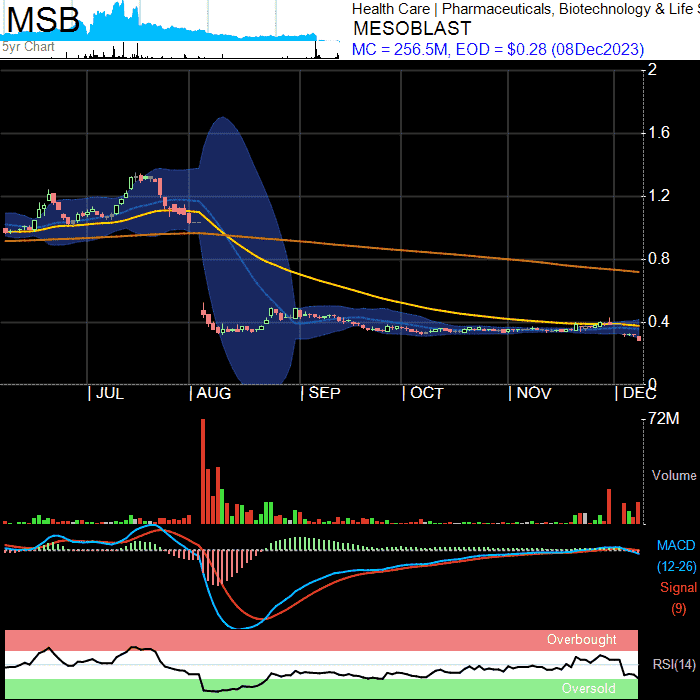 MSB
5yr Chart
Health Care | Pharmaceuticals, Biotechnology & Life S
MESOBLAST
MC = 256.5M, EOD = $0.28 (08Dec2023)
2
1.6
1.2
0.8
0.4
0
| JUL | AUG | SEP | OCT | NOV | DEC
72M
Volume
MACD
(12-26)
Signal
(9)
Overbought
RSI(14)
Oversold